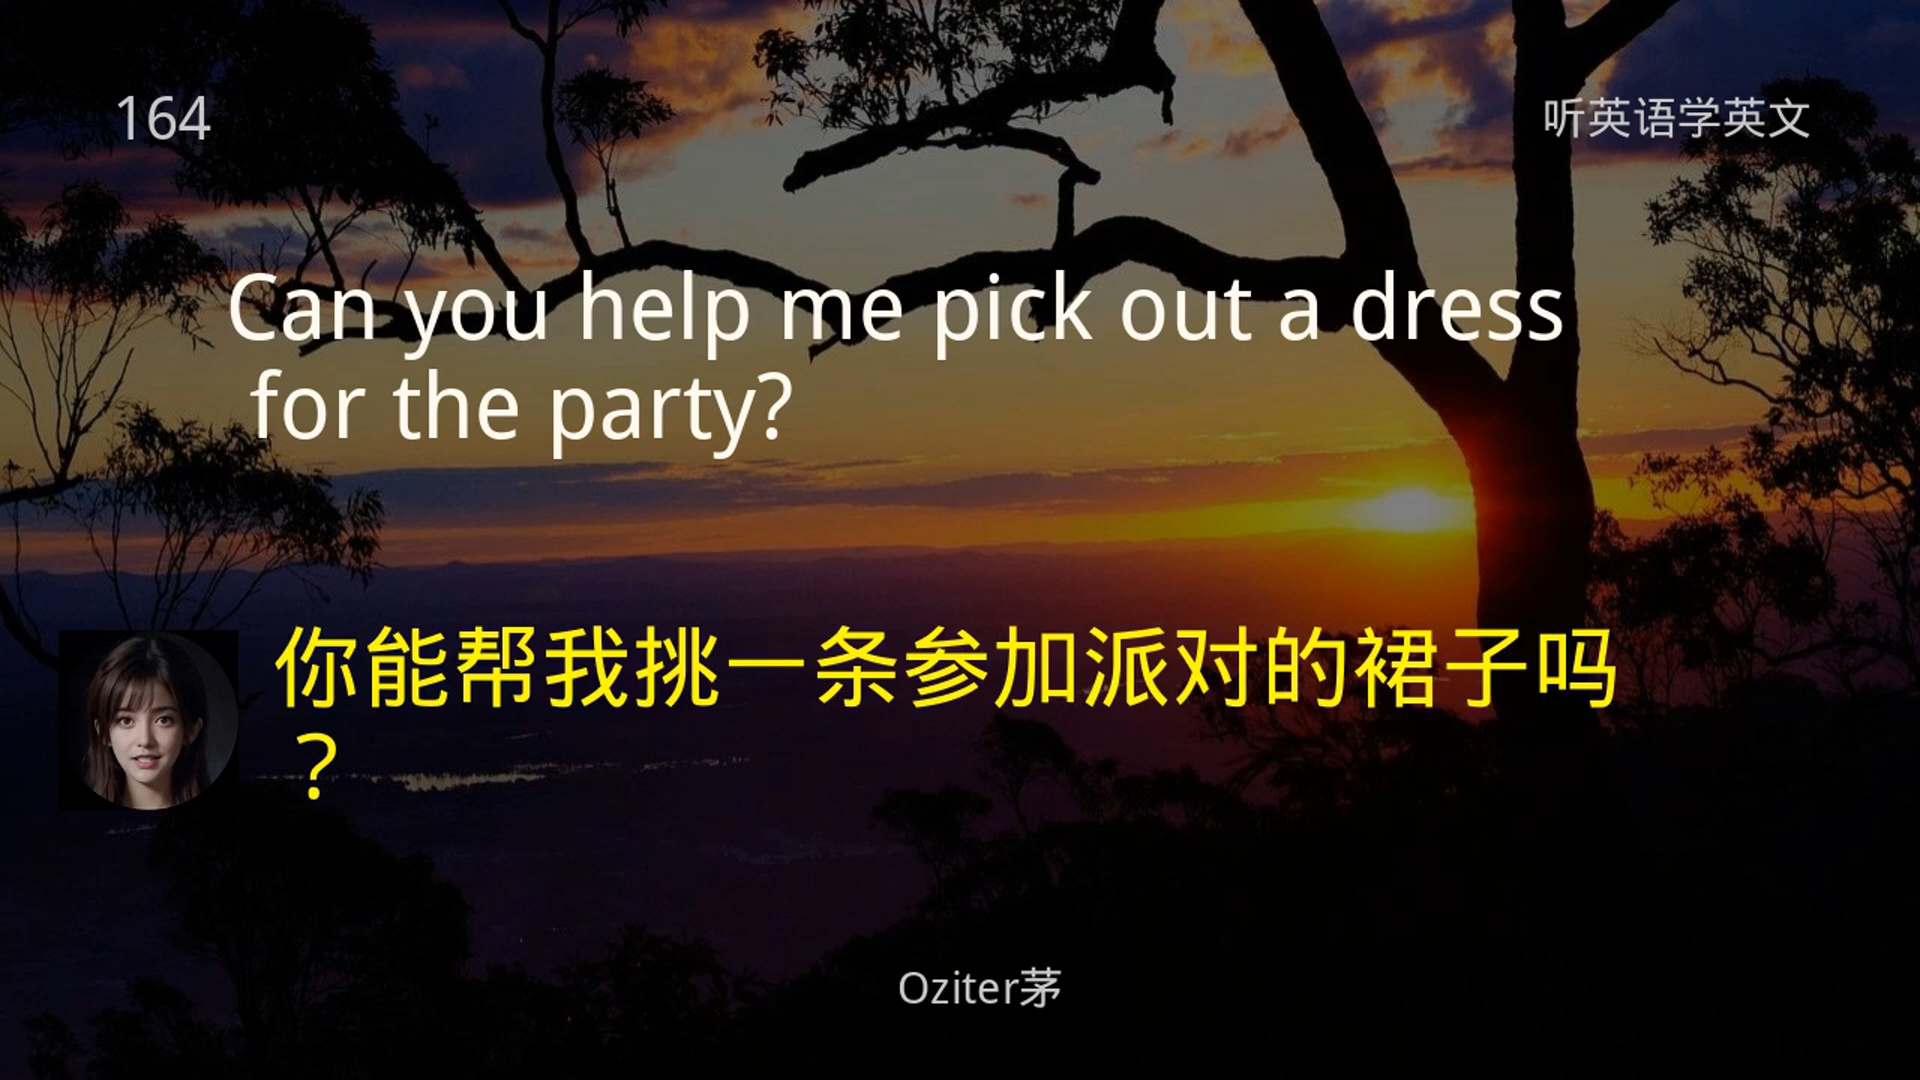 164
听英语学英文
Can you help me pick out a dress
for the party?
你能帮我挑一条参加派对的裙子吗
？
Oziter茅